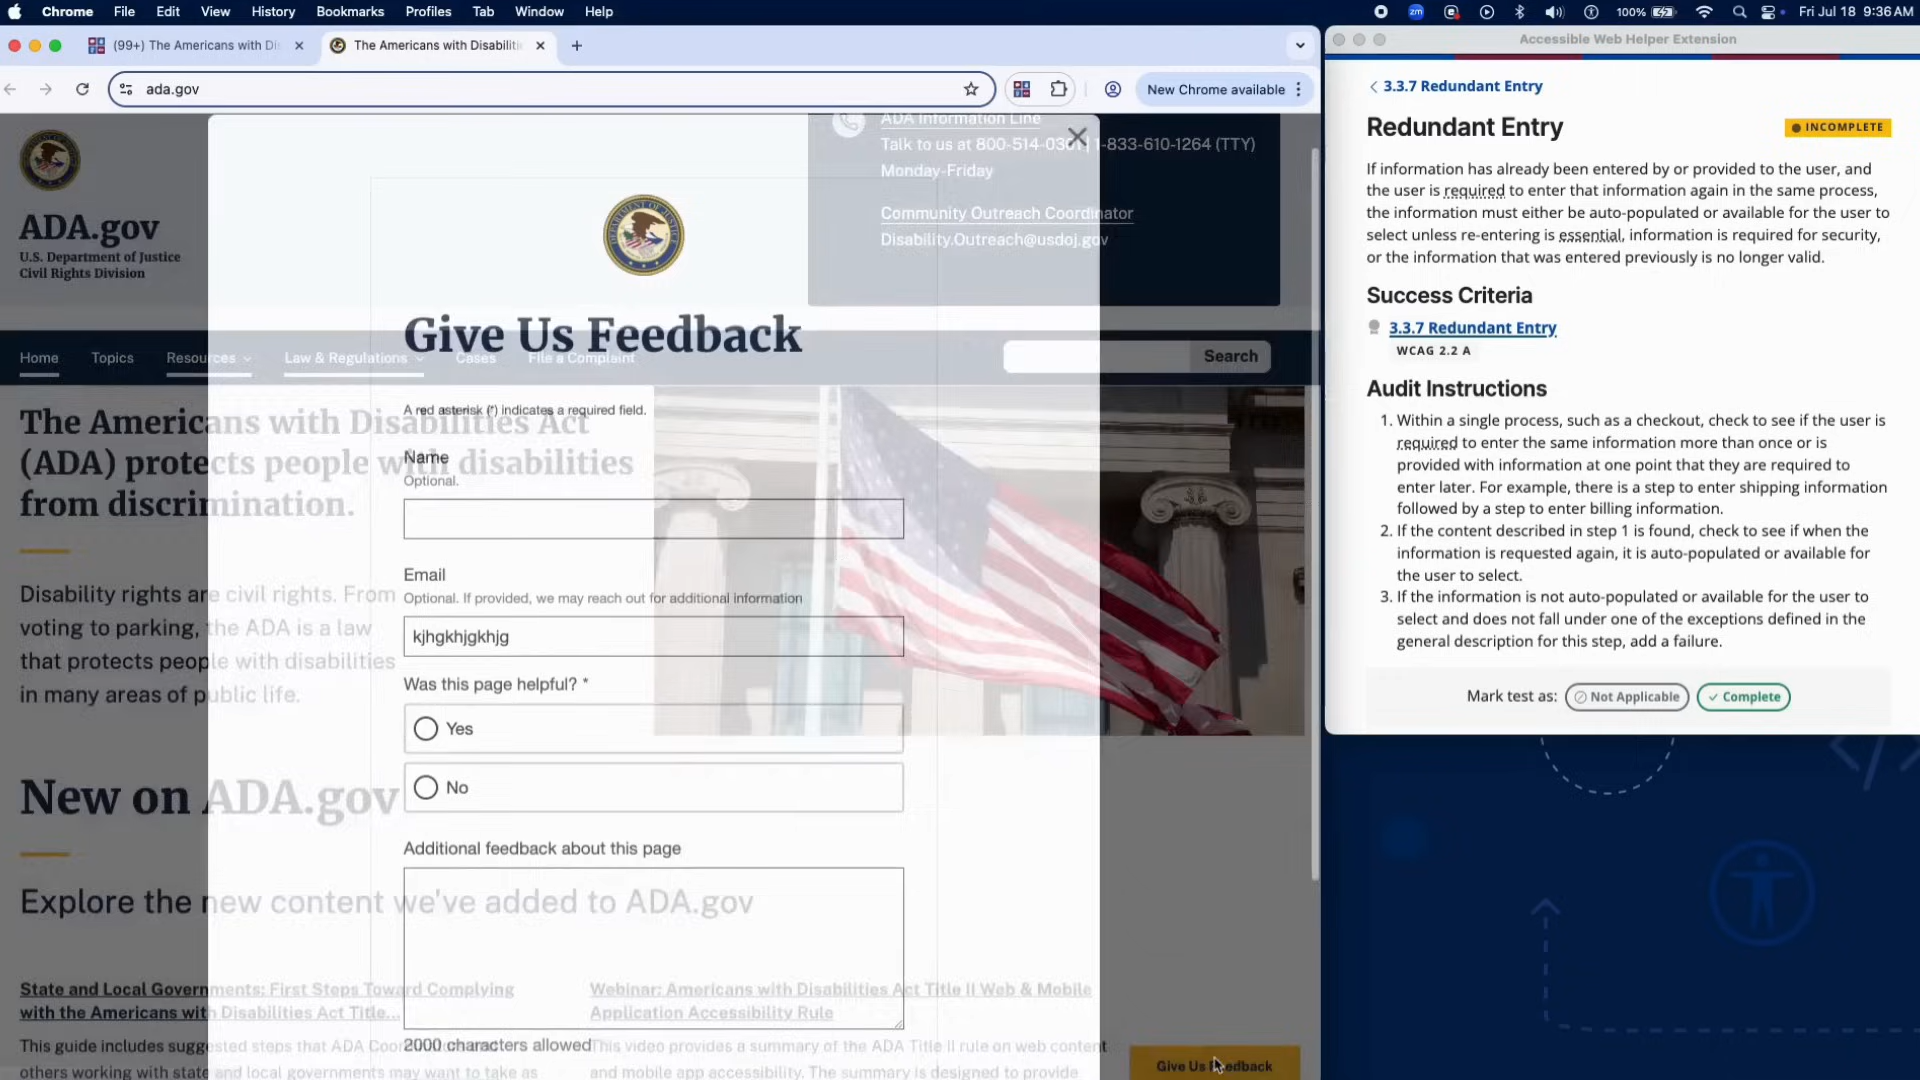 Chrome File Edit View History Bookmarks Profiles Tab Window Help
zm 100% Fri Jul 18 9:36 AM
(99+) The Americans with Di
The Americans with Disabiliti
ada.gov
New Chrome available
ADA.gov
U.S. Department of Justice
Civil Rights Division
ADA Information Line
Talk to us at 800-514-0301 | 1-833-610-1264 (TTY)
Monday-Friday
Community Outreach Coordinator
Disability.Outreach@usdoj.gov
Home Topics Resources Law & Regulations Cases File a Complaint
Search
The Americans with Disabilities Act
(ADA) protects people with disabilities
from discrimination.
Disability rights are civil rights. From
voting to parking, the ADA is a law
that protects people with disabilities
in many areas of public life.
New on ADA.gov
Explore the new content we've added to ADA.gov
State and Local Governments: First Steps Toward Complying
with the Americans with Disabilities Act Title...
This guide includes suggested steps that ADA
others working with state and local governments may want to take as
Webinar: Americans with Disabilities Act Title II Web & Mobile
Application Accessibility Rule
This video provides a summary of the ADA Title II rule on web content
and mobile app accessibility. The summary is designed to provide
Give Us Feedback
A red asterisk (*) indicates a required field.
Name
Optional.
Email
Optional. If provided, we may reach out for additional information
kjhgkhjgkhjg
Was this page helpful? *
Yes
No
Additional feedback about this page
2000 characters allowed
Give Us Feedback
Accessible Web Helper Extension
3.3.7 Redundant Entry
Redundant Entry
INCOMPLETE
If information has already been entered by or provided to the user, and
the user is required to enter that information again in the same process,
the information must either be auto-populated or available for the user to
select unless re-entering is essential, information is required for security,
or the information that was entered previously is no longer valid.
Success Criteria
3.3.7 Redundant Entry
WCAG 2.2 A
Audit Instructions
1. Within a single process, such as a checkout, check to see if the user is
required to enter the same information more than once or is
provided with information at one point that they are required to
enter later. For example, there is a step to enter shipping information
followed by a step to enter billing information.
2. If the content described in step 1 is found, check to see if when the
information is requested again, it is auto-populated or available for
the user to select.
3. If the information is not auto-populated or available for the user to
select and does not fall under one of the exceptions defined in the
general description for this step, add a failure.
Mark test as: Not Applicable Complete